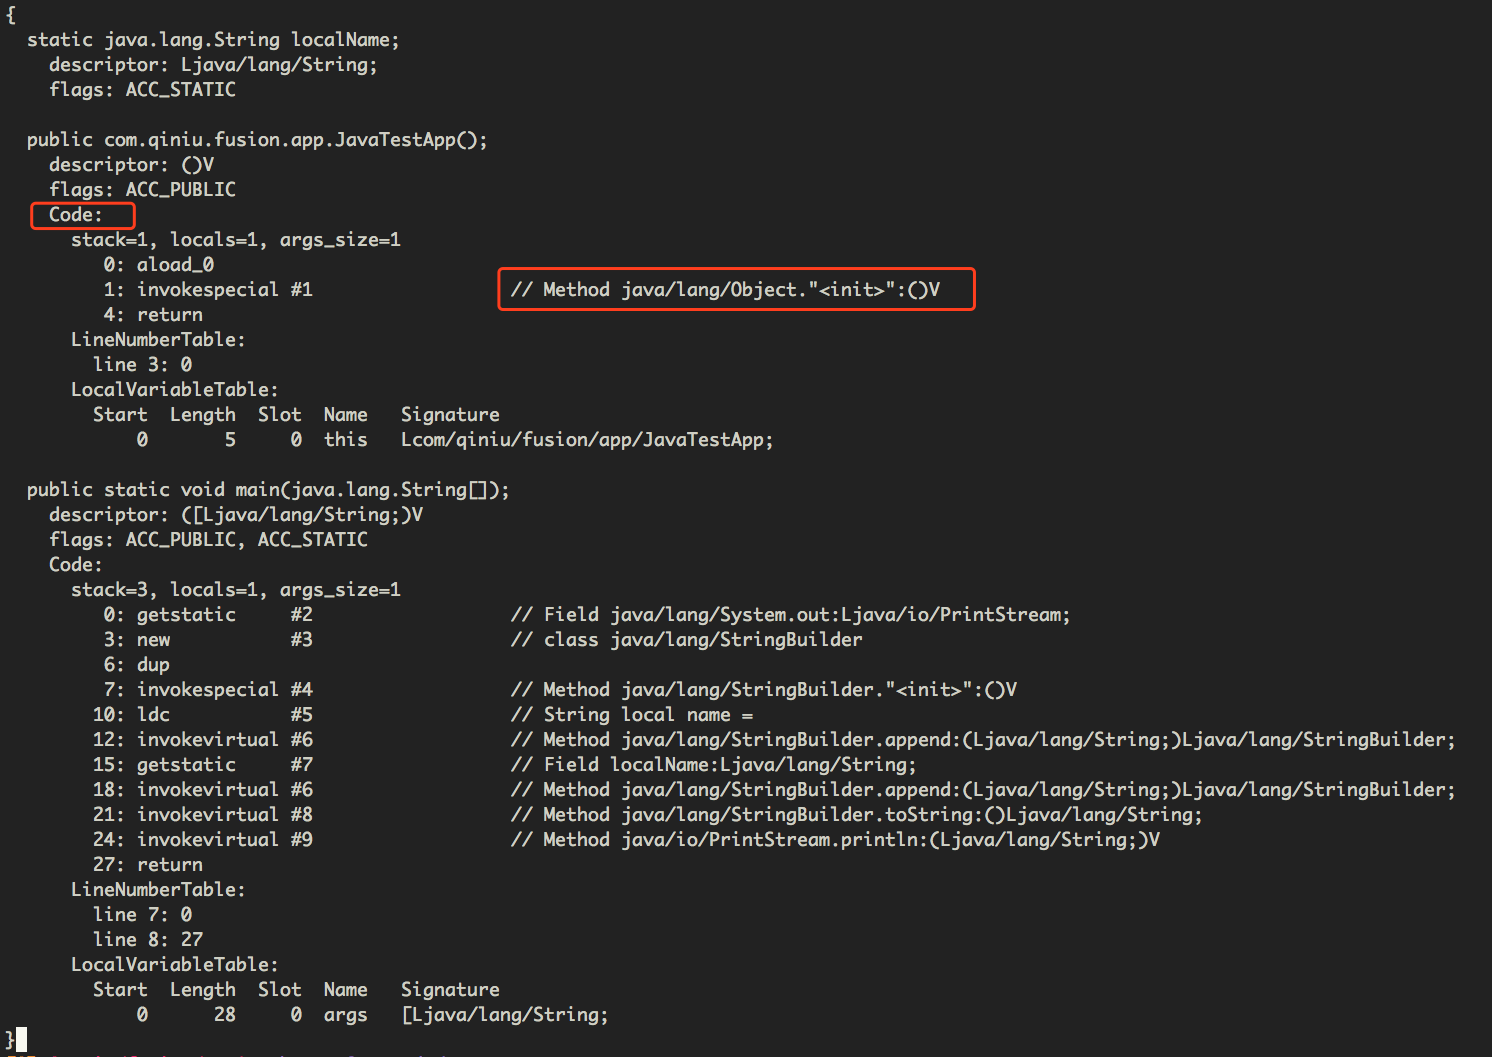 {
  static java.lang.String localName;
    descriptor: Ljava/lang/String;
    flags: ACC_STATIC

  public com.qiniu.fusion.app.JavaTestApp();
    descriptor: ()V
    flags: ACC_PUBLIC
    Code:
      stack=1, locals=1, args_size=1
         0: aload_0
         1: invokespecial #1                  // Method java/lang/Object."<init>":()V
         4: return
      LineNumberTable:
        line 3: 0
      LocalVariableTable:
        Start  Length  Slot  Name   Signature
            0       5     0  this   Lcom/qiniu/fusion/app/JavaTestApp;

  public static void main(java.lang.String[]);
    descriptor: ([Ljava/lang/String;)V
    flags: ACC_PUBLIC, ACC_STATIC
    Code:
      stack=3, locals=1, args_size=1
         0: getstatic     #2                  // Field java/lang/System.out:Ljava/io/PrintStream;
         3: new           #3                  // class java/lang/StringBuilder
         6: dup
         7: invokespecial #4                  // Method java/lang/StringBuilder."<init>":()V
        10: ldc           #5                  // String local name =
        12: invokevirtual #6                  // Method java/lang/StringBuilder.append:(Ljava/lang/String;)Ljava/lang/StringBuilder;
        15: getstatic     #7                  // Field localName:Ljava/lang/String;
        18: invokevirtual #6                  // Method java/lang/StringBuilder.append:(Ljava/lang/String;)Ljava/lang/StringBuilder;
        21: invokevirtual #8                  // Method java/lang/StringBuilder.toString:()Ljava/lang/String;
        24: invokevirtual #9                  // Method java/io/PrintStream.println:(Ljava/lang/String;)V
        27: return
      LineNumberTable:
        line 7: 0
        line 8: 27
      LocalVariableTable:
        Start  Length  Slot  Name   Signature
            0      28     0  args   [Ljava/lang/String;
}